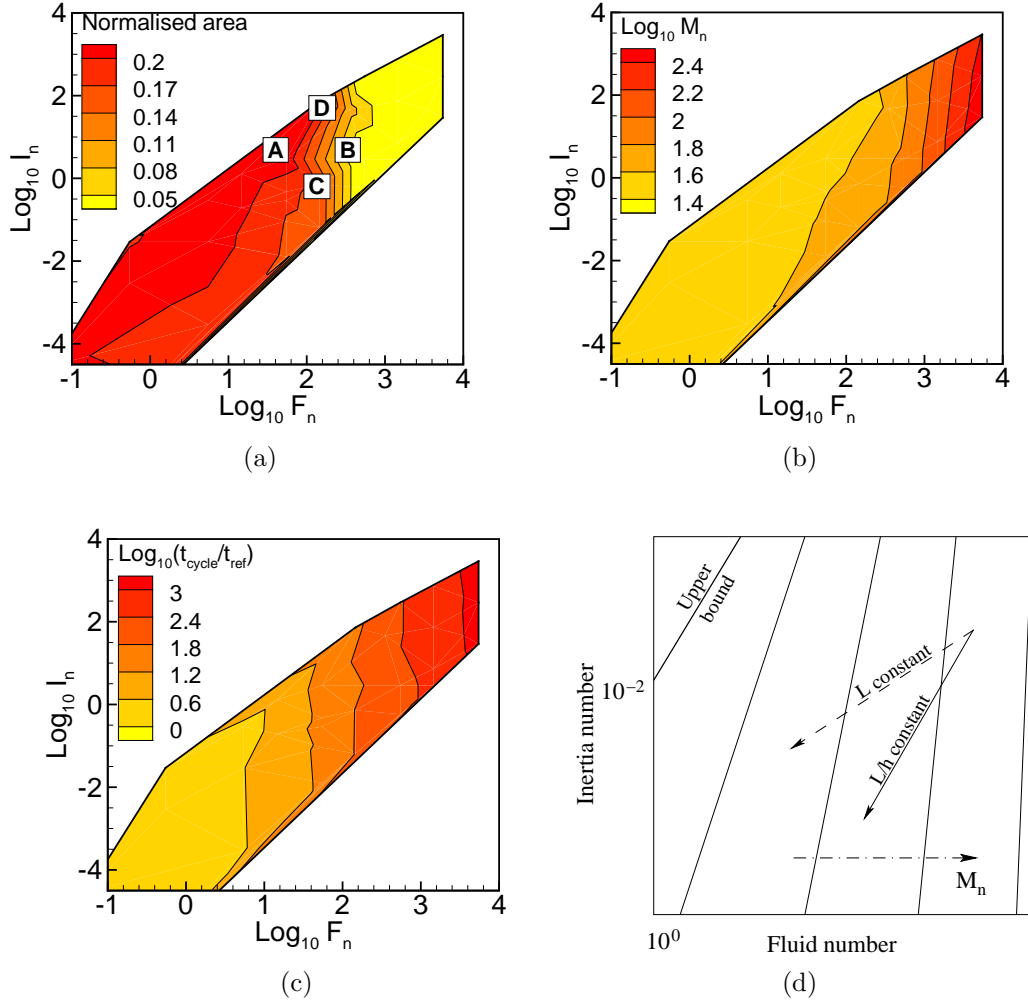 Normalised area
0.2
0.17
0.14
0.11
0.08
0.05
A
B
C
D
4
2
0
-2
-4
Log10 In
-1
0
1
2
3
4
Log10 Fn
(a)
Log10 Mn
2.4
2.2
2
1.8
1.6
1.4
4
2
0
-2
-4
Log10 In
-1
0
1
2
3
4
Log10 Fn
(b)
Log10(tcycle/tref)
3
2.4
1.8
1.2
0.6
0
4
2
0
-2
-4
Log10 In
-1
0
1
2
3
4
Log10 Fn
(c)
Upper
bound
L constant
L/h constant
Mn
10-2
Inertia number
100
Fluid number
(d)